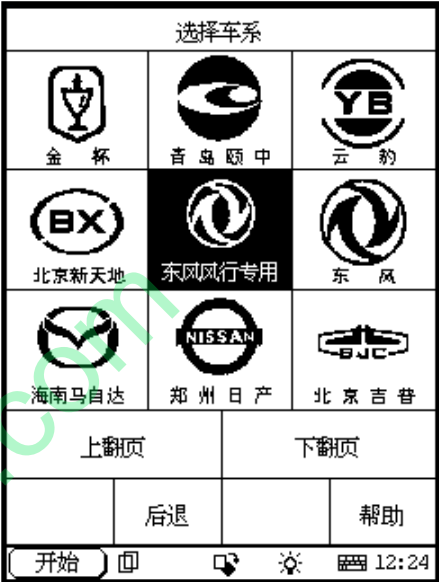 选择车系
金杯
青岛颐中
云豹
YB
BX
北京新天地
东风风行专用
东风
海南马自达
NISSAN
郑州日产
BJC
北京吉普
上翻页
下翻页
后退
帮助
开始
12:24
.com